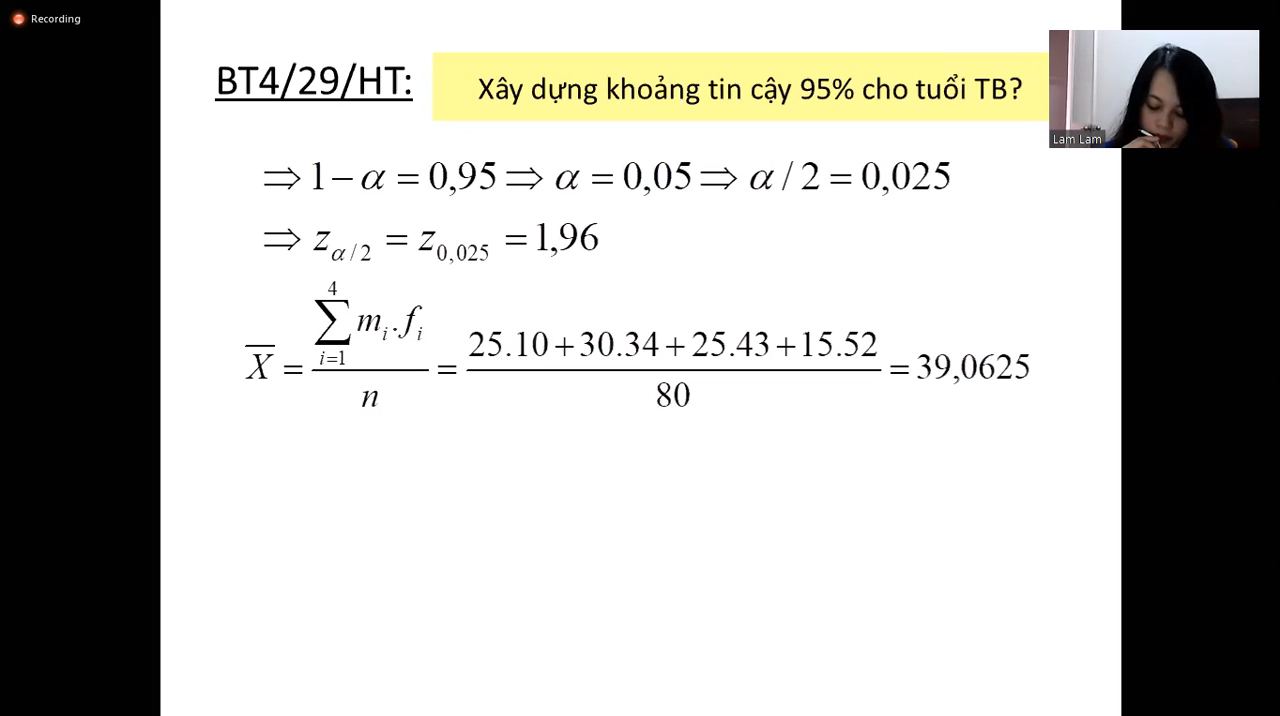 Recording
BT4/29/HT:
Xây dựng khoảng tin cậy 95% cho tuổi TB?
Lam Lam
⇒ 1 − α = 0,95 ⇒ α = 0,05 ⇒ α / 2 = 0,025
⇒ z_{α/2} = z_{0,025} = 1,96
X̄ = (∑_{i=1}^{4} m_i.f_i) / n = (25.10 + 30.34 + 25.43 + 15.52) / 80 = 39,0625